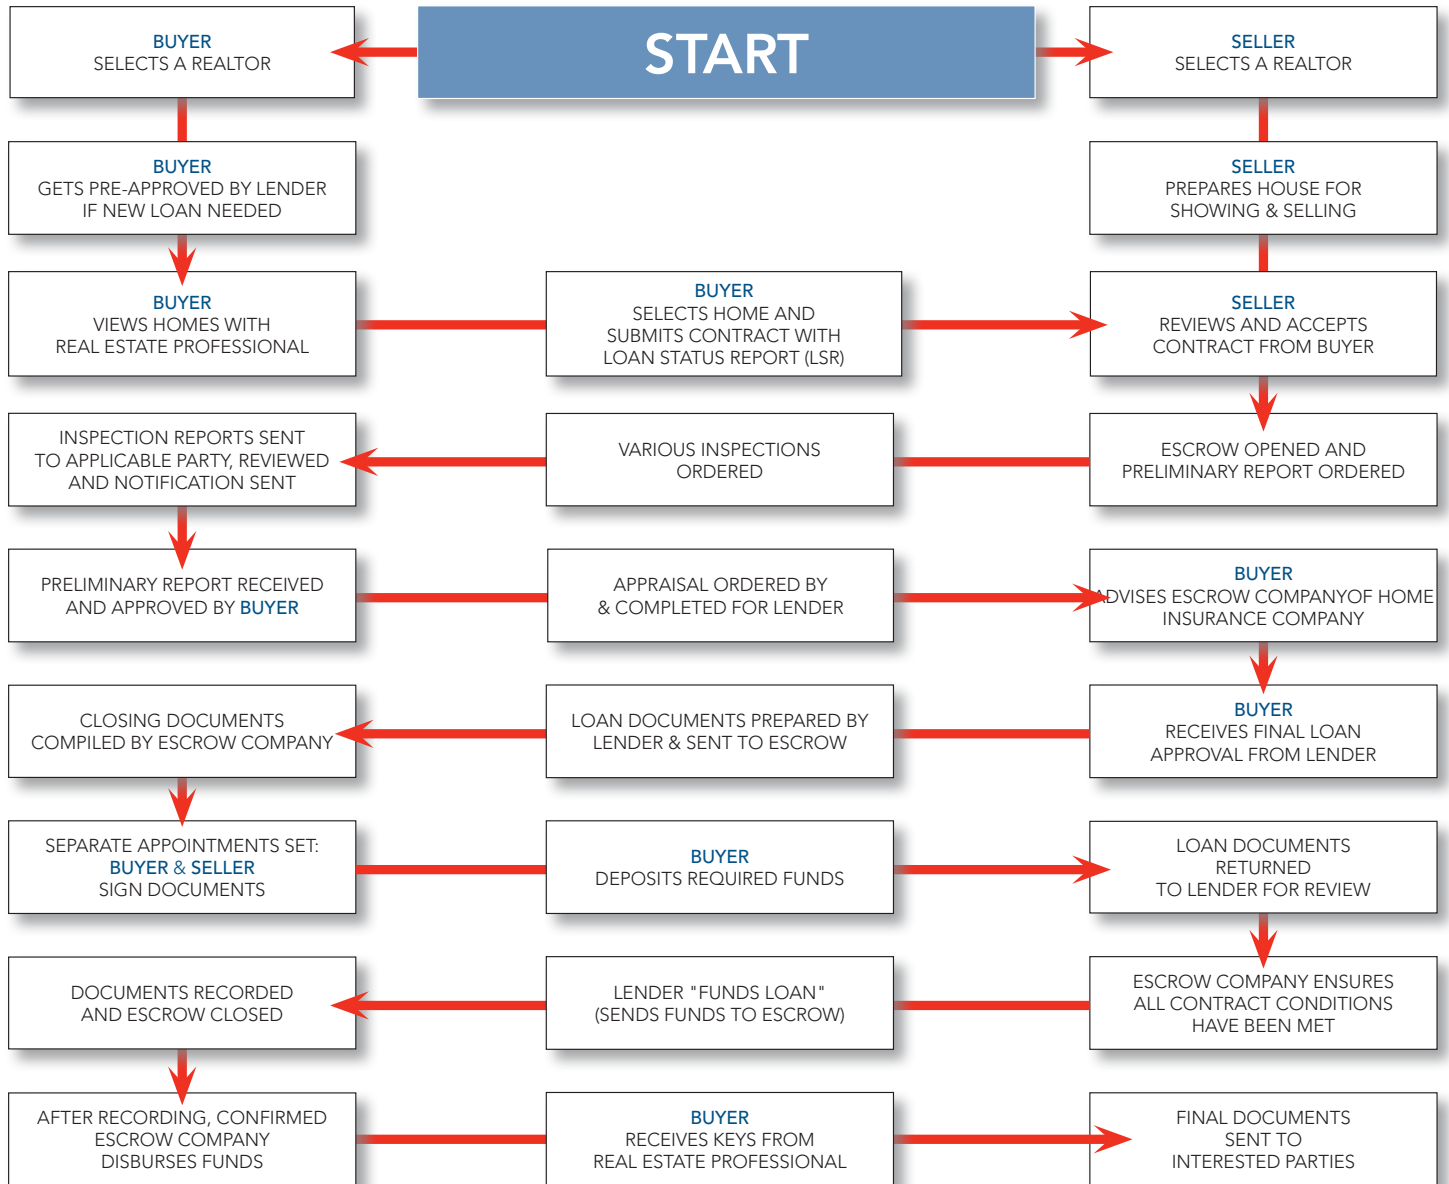 BUYER
SELECTS A REALTOR
START
SELLER
SELECTS A REALTOR
BUYER
GETS PRE-APPROVED BY LENDER
IF NEW LOAN NEEDED
SELLER
PREPARES HOUSE FOR
SHOWING & SELLING
BUYER
VIEWS HOMES WITH
REAL ESTATE PROFESSIONAL
BUYER
SELECTS HOME AND
SUBMITS CONTRACT WITH
LOAN STATUS REPORT (LSR)
SELLER
REVIEWS AND ACCEPTS
CONTRACT FROM BUYER
ESCROW OPENED AND
PRELIMINARY REPORT ORDERED
VARIOUS INSPECTIONS
ORDERED
INSPECTION REPORTS SENT
TO APPLICABLE PARTY, REVIEWED
AND NOTIFICATION SENT
PRELIMINARY REPORT RECEIVED
AND APPROVED BY BUYER
APPRAISAL ORDERED BY
& COMPLETED FOR LENDER
BUYER
ADVISES ESCROW COMPANYOF HOME
INSURANCE COMPANY
BUYER
RECEIVES FINAL LOAN
APPROVAL FROM LENDER
LOAN DOCUMENTS PREPARED BY
LENDER & SENT TO ESCROW
CLOSING DOCUMENTS
COMPILED BY ESCROW COMPANY
SEPARATE APPOINTMENTS SET:
BUYER & SELLER
SIGN DOCUMENTS
BUYER
DEPOSITS REQUIRED FUNDS
LOAN DOCUMENTS
RETURNED
TO LENDER FOR REVIEW
ESCROW COMPANY ENSURES
ALL CONTRACT CONDITIONS
HAVE BEEN MET
LENDER "FUNDS LOAN"
(SENDS FUNDS TO ESCROW)
DOCUMENTS RECORDED
AND ESCROW CLOSED
AFTER RECORDING, CONFIRMED
ESCROW COMPANY
DISBURSES FUNDS
BUYER
RECEIVES KEYS FROM
REAL ESTATE PROFESSIONAL
FINAL DOCUMENTS
SENT TO
INTERESTED PARTIES